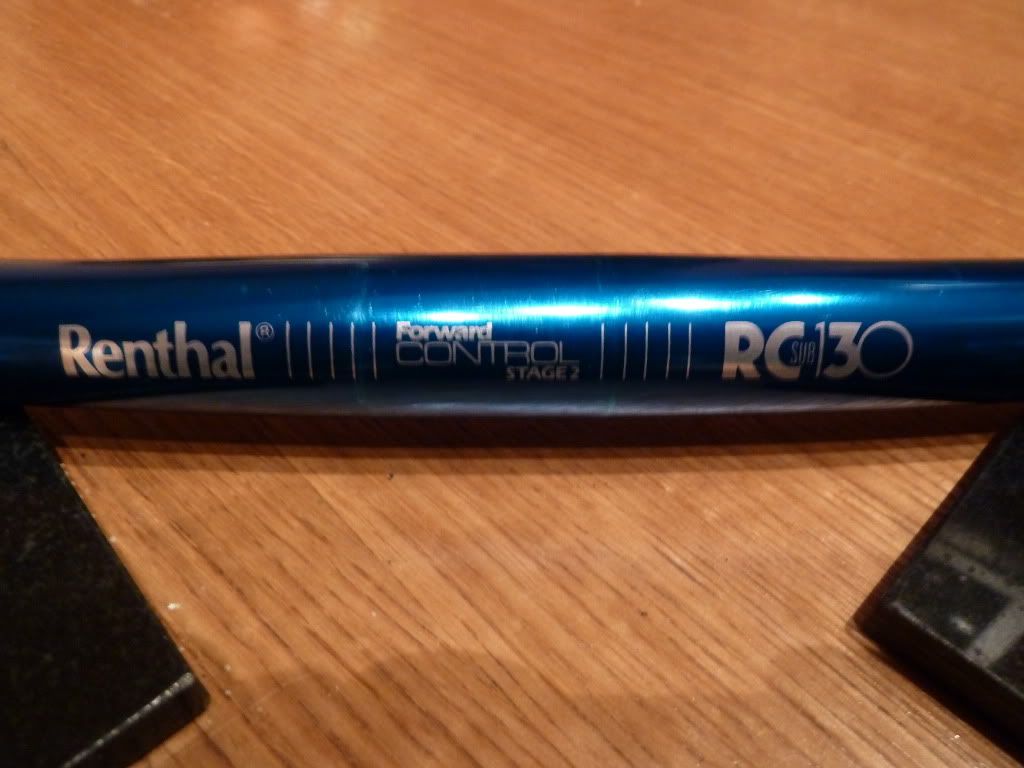 Renthal®
Forward
CONTROL
STAGE 2
RC SUB 130